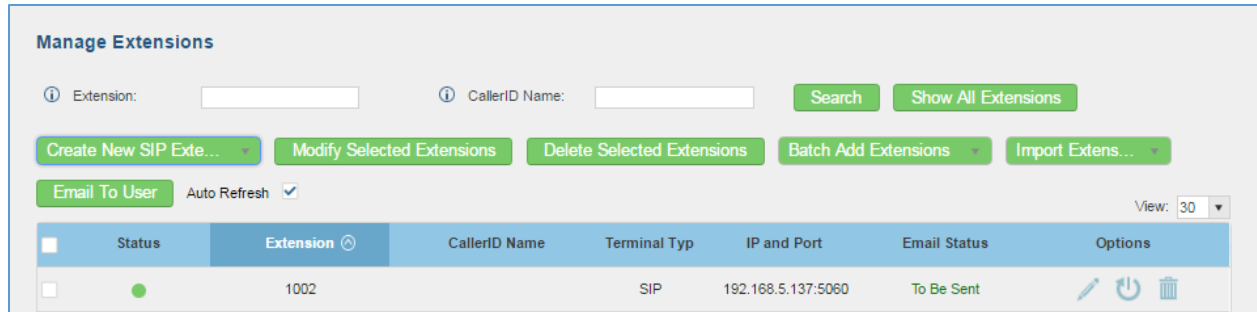 Manage Extensions
Extension: CallerID Name: Search Show All Extensions
Create New SIP Exte... Modify Selected Extensions Delete Selected Extensions Batch Add Extensions Import Extens...
Email To User Auto Refresh
View: 30
Status Extension CallerID Name Terminal Typ IP and Port Email Status Options
1002 SIP 192.168.5.137:5060 To Be Sent